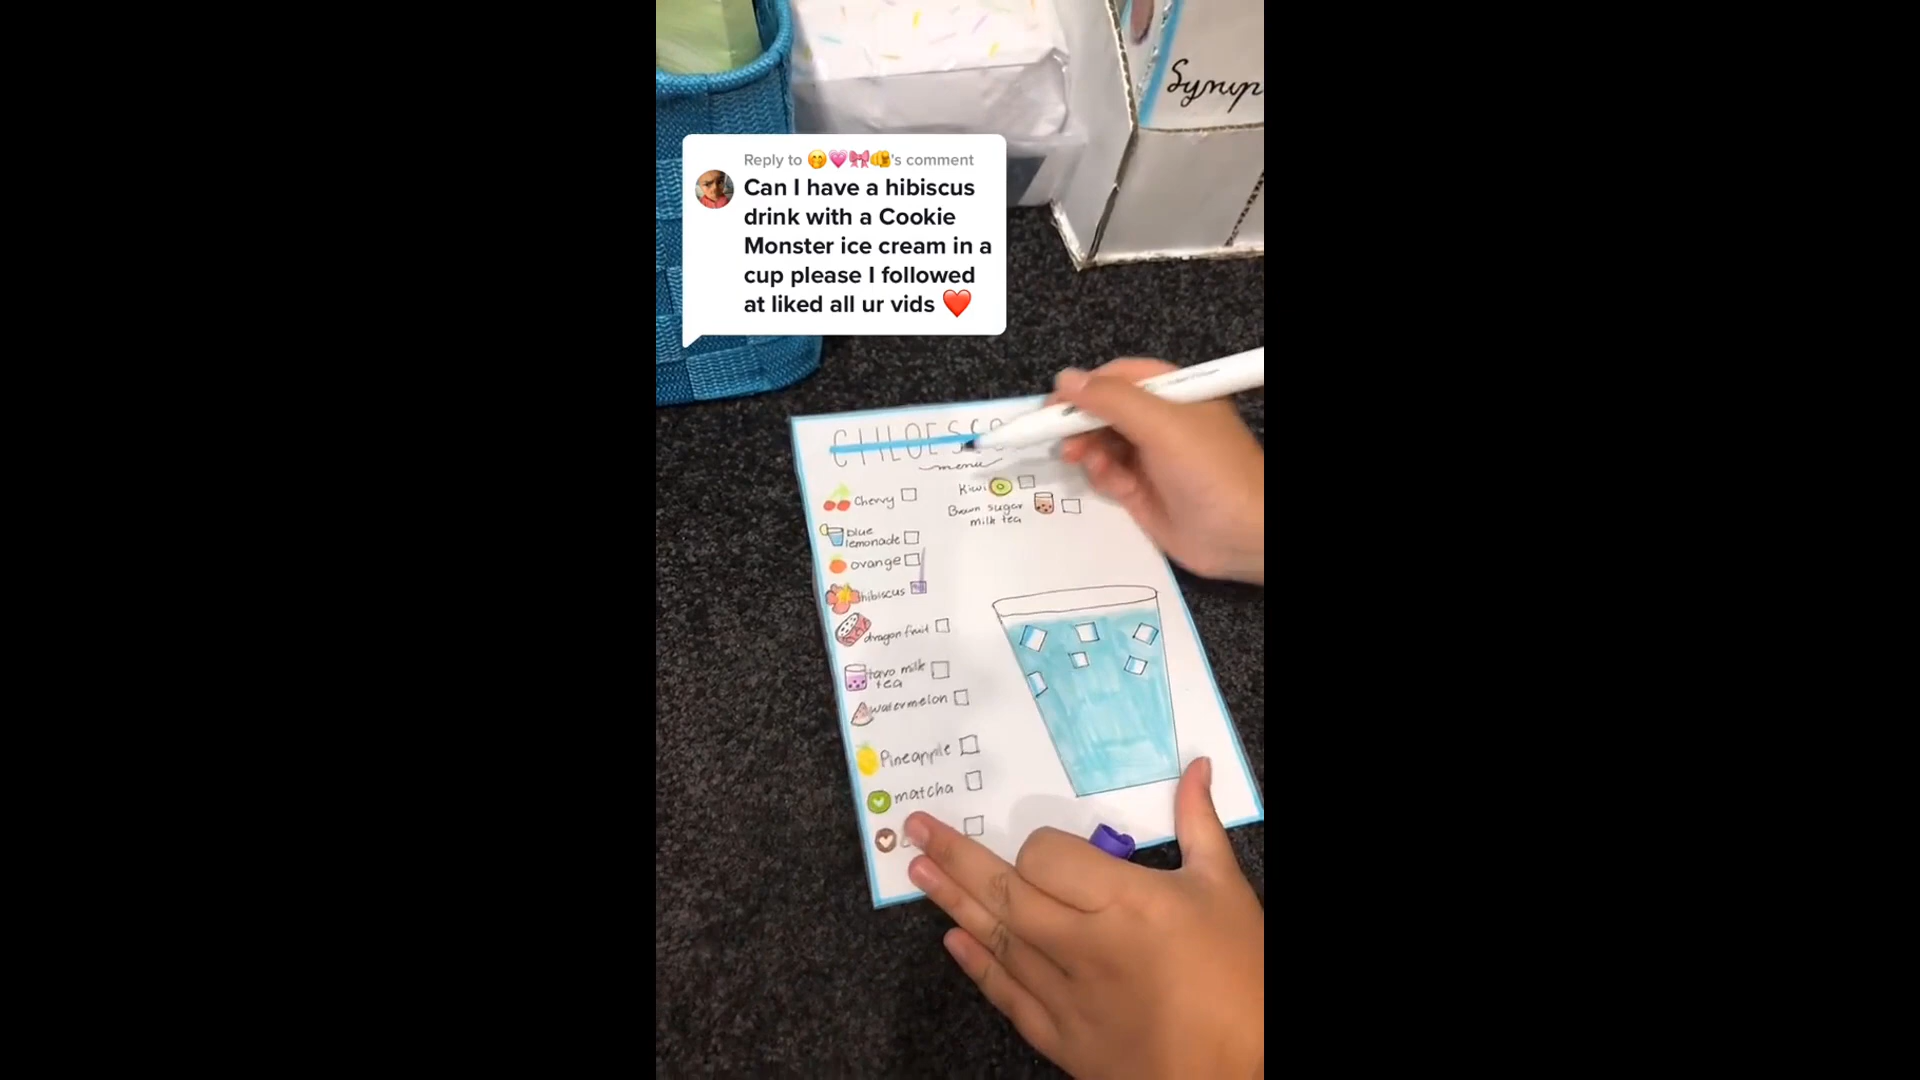 Syrup
Reply to 🤭💗🎀🫵's comment
Can I have a hibiscus
drink with a Cookie
Monster ice cream in a
cup please I followed
at liked all ur vids ❤️
menu
Cherry
Kiwi
Brown sugar
milk tea
blue
lemonade
orange
hibiscus
dragon fruit
taro milk
tea
watermelon
Pineapple
matcha